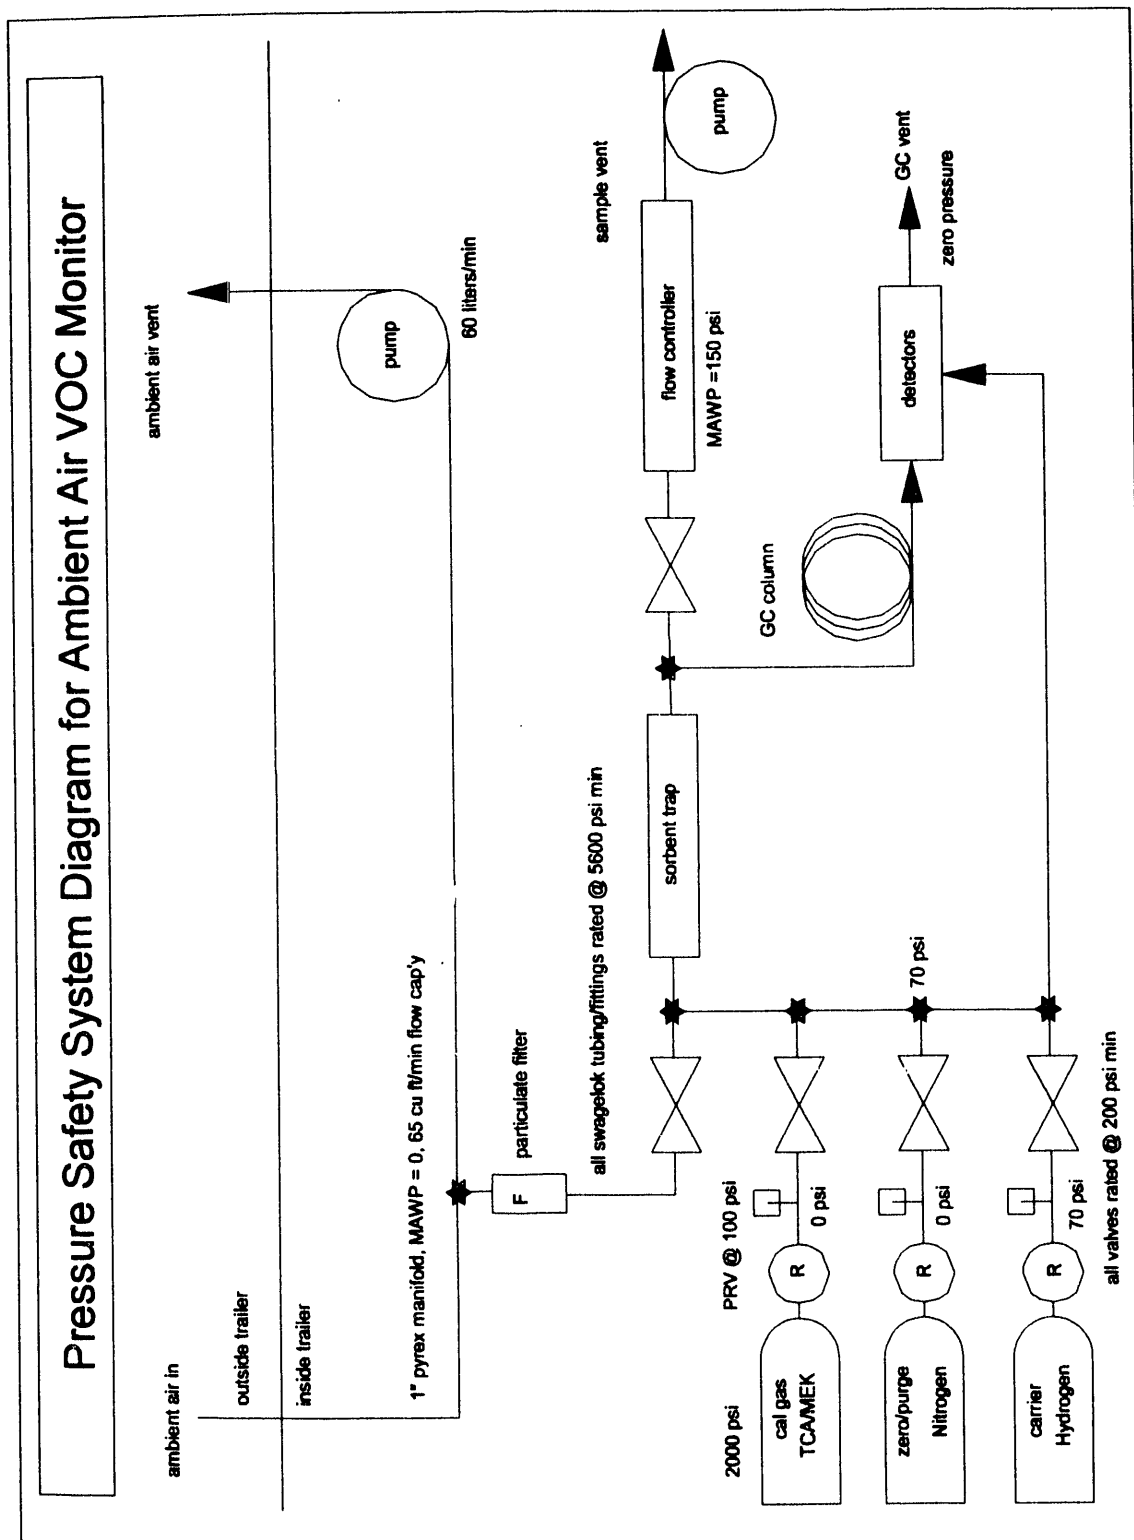 Pressure Safety System Diagram for Ambient Air VOC Monitor
ambient air in
ambient air vent
outside trailer
inside trailer
pump
60 liters/min
1" pyrex manifold, MAWP = 0, 65 cu ft/min flow cap'y
F
particulate filter
all swagelok tubing/fittings rated @ 5600 psi min
sample vent
sorbent trap
flow controller
pump
MAWP =150 psi
2000 psi
PRV @ 100 psi
cal gas
TCA/MEK
R
0 psi
GC column
GC vent
zero/purge
Nitrogen
R
0 psi
70 psi
detectors
zero pressure
carrier
Hydrogen
R
70 psi
all valves rated @ 200 psi min